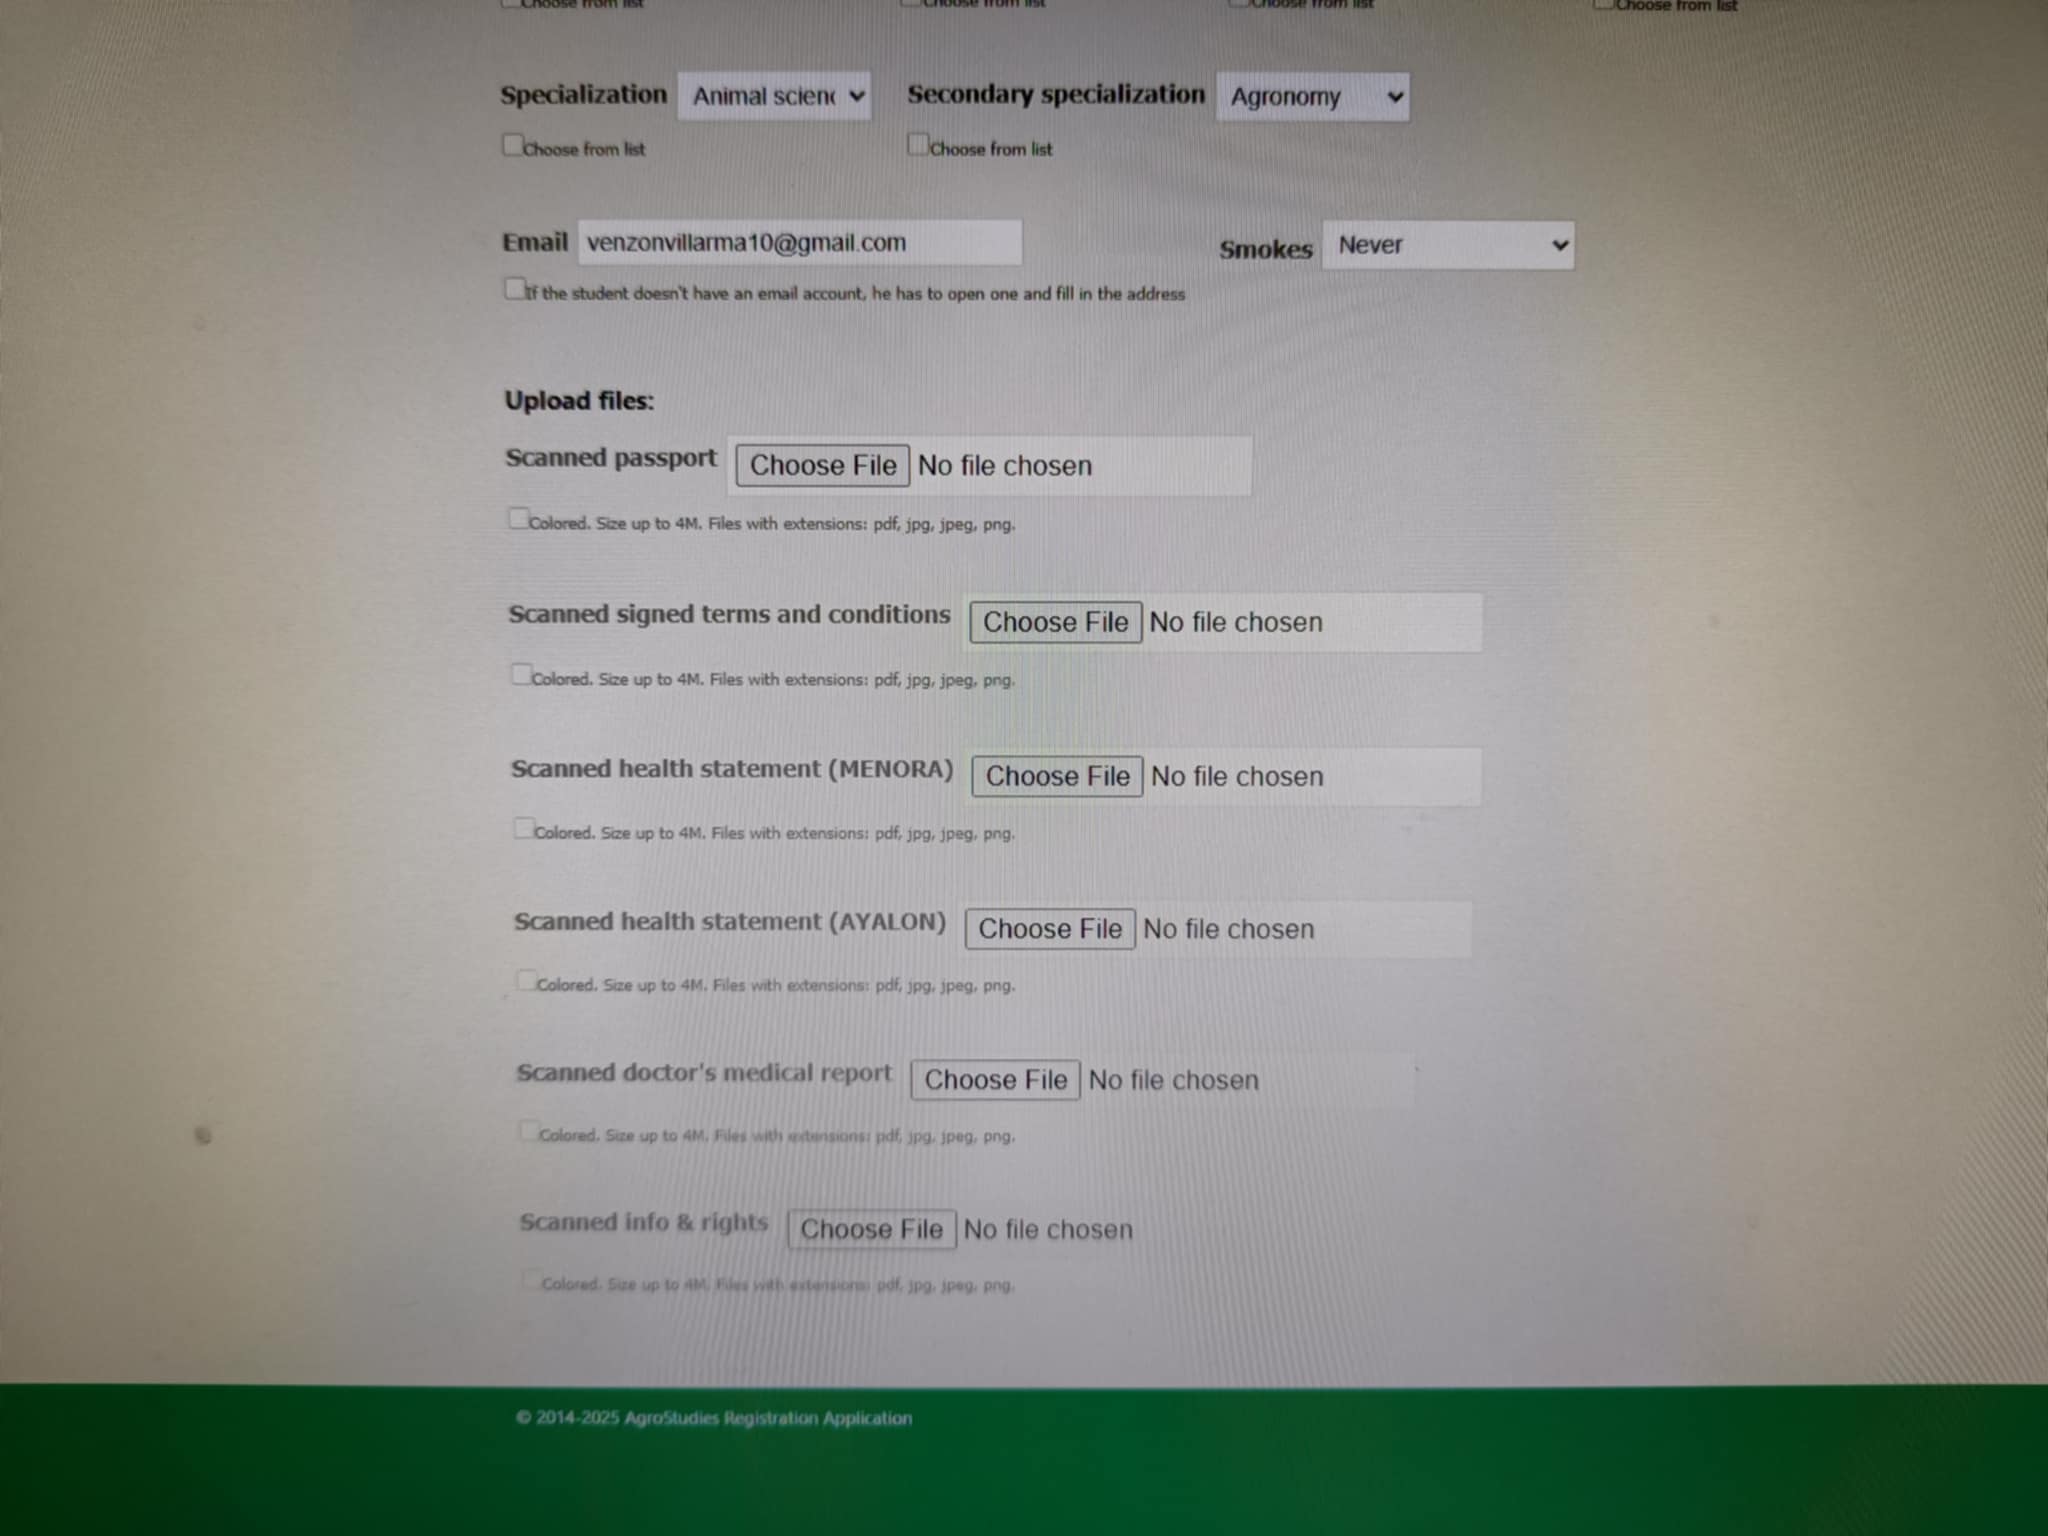 Choose from list Choose from list Choose from list Choose from list
Specialization Animal scienc Secondary specialization Agronomy
Choose from list Choose from list
Email venzonvillarma10@gmail.com Smokes Never
If the student doesn't have an email account, he has to open one and fill in the address
Upload files:
Scanned passport Choose File No file chosen
Colored. Size up to 4M. Files with extensions: pdf, jpg, jpeg, png.
Scanned signed terms and conditions Choose File No file chosen
Colored. Size up to 4M. Files with extensions: pdf, jpg, jpeg, png.
Scanned health statement (MENORA) Choose File No file chosen
Colored. Size up to 4M. Files with extensions: pdf, jpg, jpeg, png.
Scanned health statement (AYALON) Choose File No file chosen
Colored. Size up to 4M. Files with extensions: pdf, jpg, jpeg, png.
Scanned doctor's medical report Choose File No file chosen
Colored. Size up to 4M. Files with extensions: pdf, jpg, jpeg, png.
Scanned info & rights Choose File No file chosen
Colored. Size up to 4M. Files with extensions: pdf, jpg, jpeg, png.
© 2014-2025 AgroStudies Registration Application